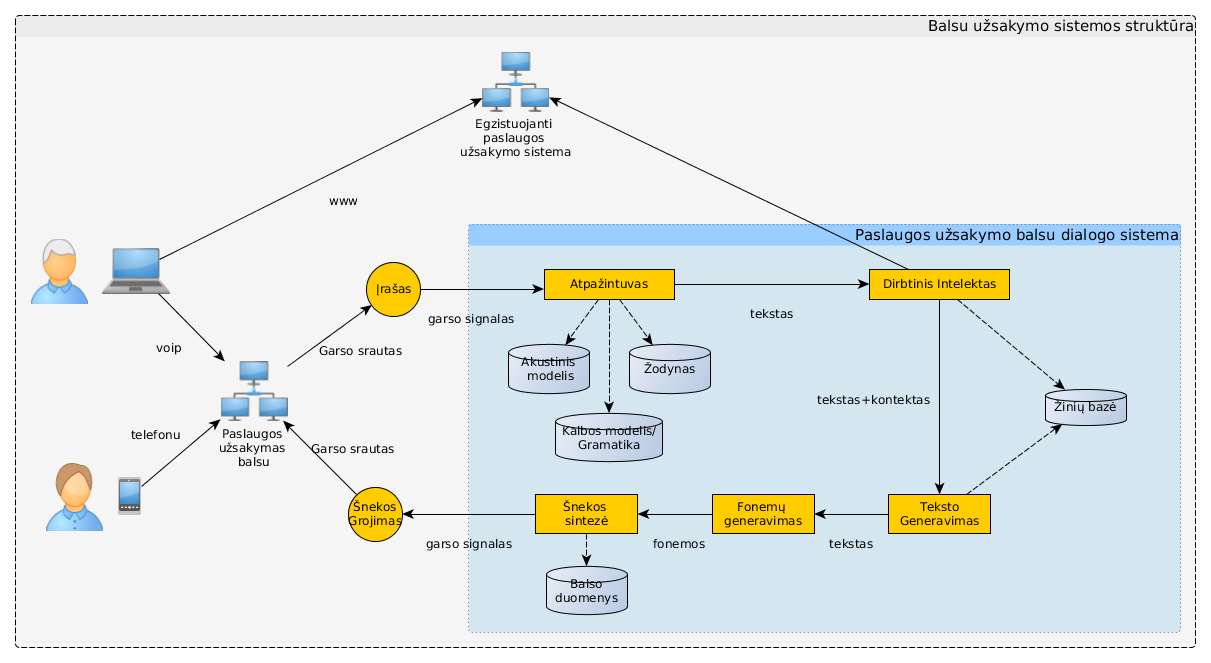 Balsu užsakymo sistemos struktūra
Egzistuojanti
paslaugos
užsakymo sistema
www
Paslaugos užsakymo balsu dialogo sistema
Įrašas
Atpažintuvas
Dirbtinis Intelektas
garso signalas
tekstas
voip
Garso srautas
Akustinis
modelis
Žodynas
tekstas+kontektas
Žinių bazė
telefonu
Paslaugos
užsakymas
balsu
Garso srautas
Kalbos modelis/
Gramatika
Šnekos
Grojimas
Šnekos
sintezė
Fonemų
generavimas
Teksto
Generavimas
garso signalas
fonemos
tekstas
Balso
duomenys